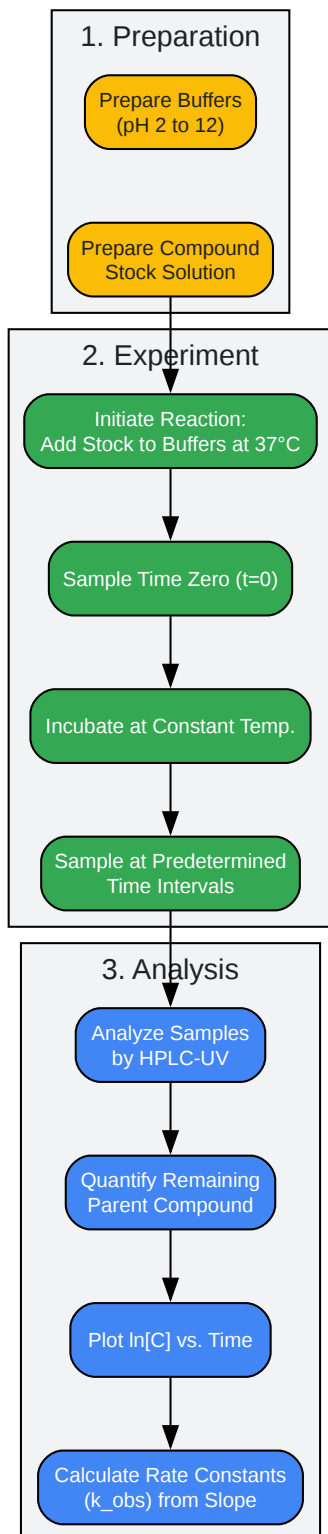 1. Preparation
Prepare Buffers
(pH 2 to 12)
Prepare Compound
Stock Solution
2. Experiment
Initiate Reaction:
Add Stock to Buffers at 37°C
Sample Time Zero (t=0)
Incubate at Constant Temp.
Sample at Predetermined
Time Intervals
3. Analysis
Analyze Samples
by HPLC-UV
Quantify Remaining
Parent Compound
Plot ln[C] vs. Time
Calculate Rate Constants
(k_obs) from Slope